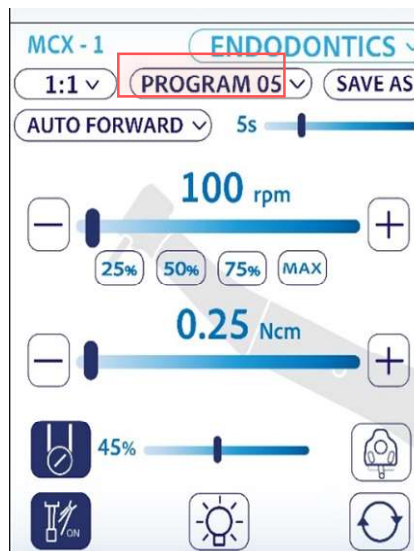 MCX - 1 ENDODONTICS
1:1 PROGRAM 05 SAVE AS
AUTO FORWARD 5s
100 rpm
25% 50% 75% MAX
0.25 Ncm
45%
ON